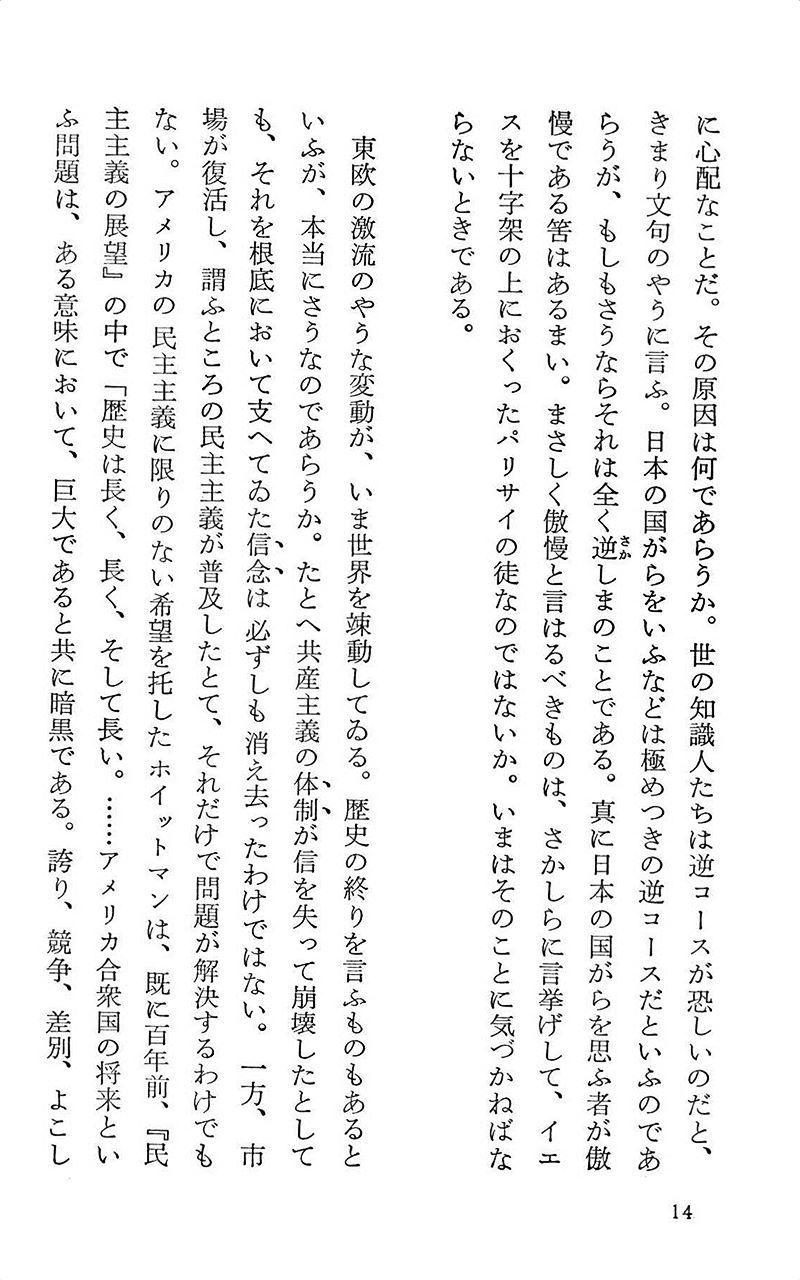 に心配なことだ。その原因は何であらうか。世の知識人たちは逆コースが恐しいのだと、
きまり文句のやうに言ふ。日本の国がらをいふなどは極めつきの逆コースだといふのであ
らうが、もしもさうならそれは全く逆しまのことである。真に日本の国がらを思ふ者が傲
慢である筈はあるまい。まさしく傲慢と言はるべきものは、さかしらに言挙げして、イエ
スを十字架の上におくったパリサイの徒なのではないか。いまはそのことに気づかねばな
らないときである。
東欧の激流のやうな変動が、いま世界を竦動してゐる。歴史の終りを言ふものもあると
いふが、本当にさうなのであらうか。たとへ共産主義の体制が信を失って崩壊したとして
も、それを根底において支へてゐた信念は必ずしも消え去ったわけではない。一方、市
場が復活し、謂ふところの民主主義が普及したとて、それだけで問題が解決するわけでも
ない。アメリカの民主主義に限りのない希望を托したホイットマンは、既に百年前、『民
主主義の展望』の中で「歴史は長く、長く、そして長い。……アメリカ合衆国の将来とい
ふ問題は、ある意味において、巨大であると共に暗黒である。誇り、競争、差別、よこし
14